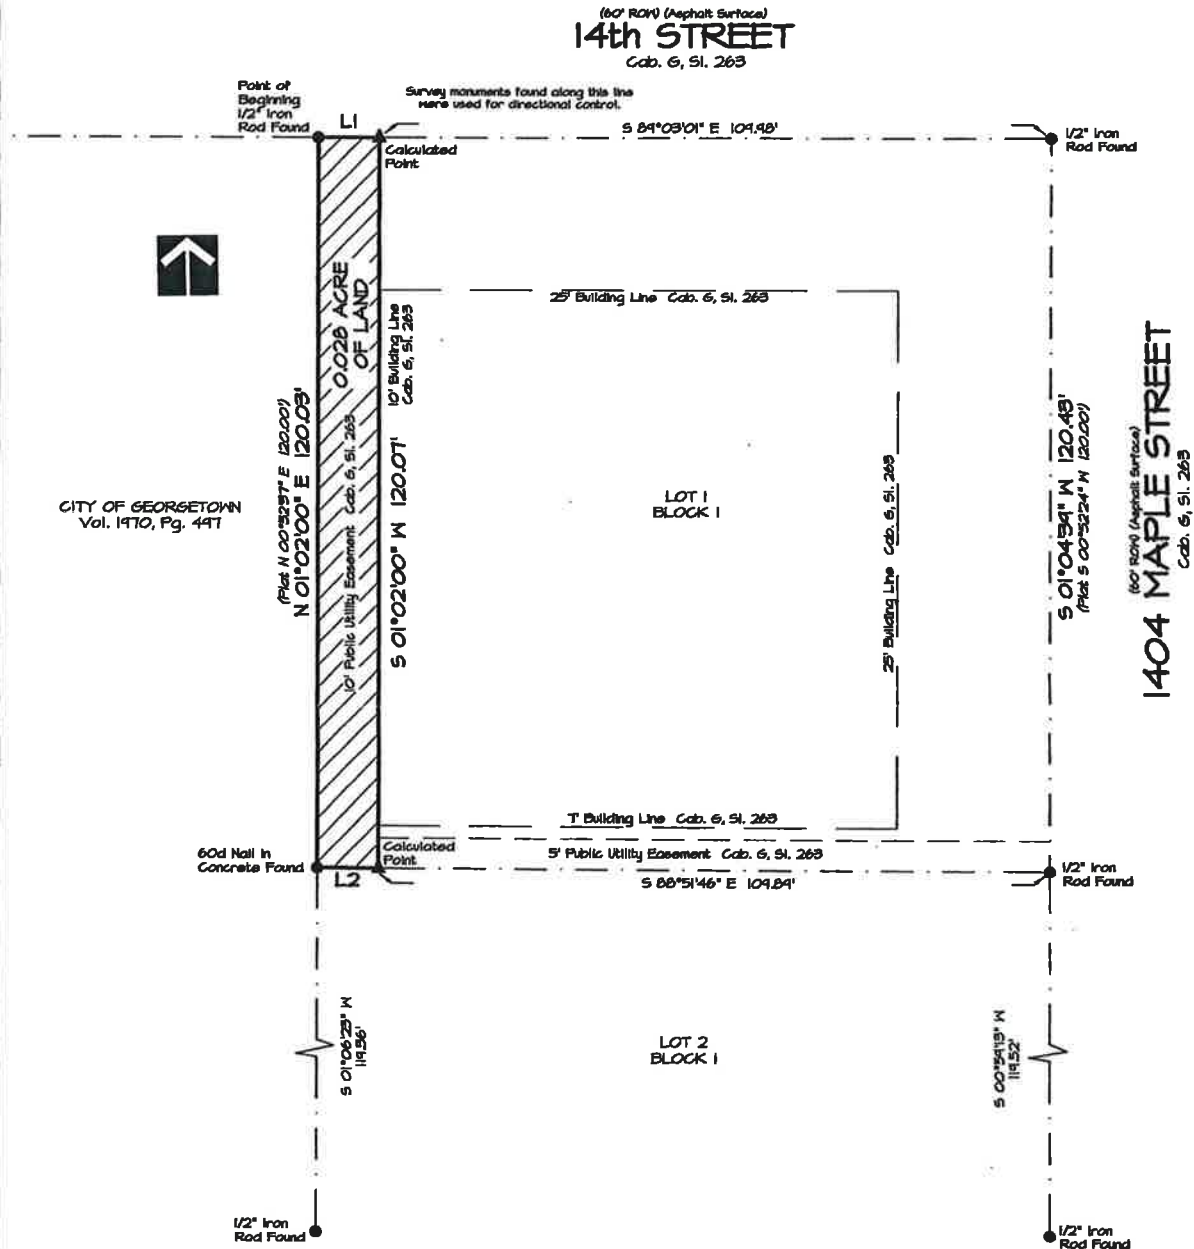 (60' ROW) (Asphalt Surface)
14th STREET
Cab. G, Sl. 263
Point of
Beginning
1/2" Iron
Rod Found
L1
Survey monuments found along this line
were used for directional control.
S 89°03'01" E 109.98'
1/2" Iron
Rod Found
Calculated
Point
0.028 ACRE
OF LAND
10' Public Utility Easement Cab. G, Sl. 263
10' Building Line
Cab. G, Sl. 263
25' Building Line Cab. G, Sl. 263
(Plat N 00°52'57" E 120.00')
N 01°02'00" E 120.03'
S 01°02'00" W 120.07'
CITY OF GEORGETOWN
Vol. 1970, Pg. 497
LOT 1
BLOCK 1
25' Building Line Cab. G, Sl. 263
S 01°04'39" W 120.43'
(Plat S 00°52'24" W 120.00')
(60' ROW) (Asphalt Surface)
1404 MAPLE STREET
Cab. G, Sl. 263
7' Building Line Cab. G, Sl. 263
60d Nail in
Concrete Found
L2
Calculated
Point
5' Public Utility Easement Cab. G, Sl. 263
S 88°51'46" E 109.89'
1/2" Iron
Rod Found
S 01°06'23" W
119.56'
LOT 2
BLOCK 1
S 00°59'13" W
119.52'
1/2" Iron
Rod Found
1/2" Iron
Rod Found